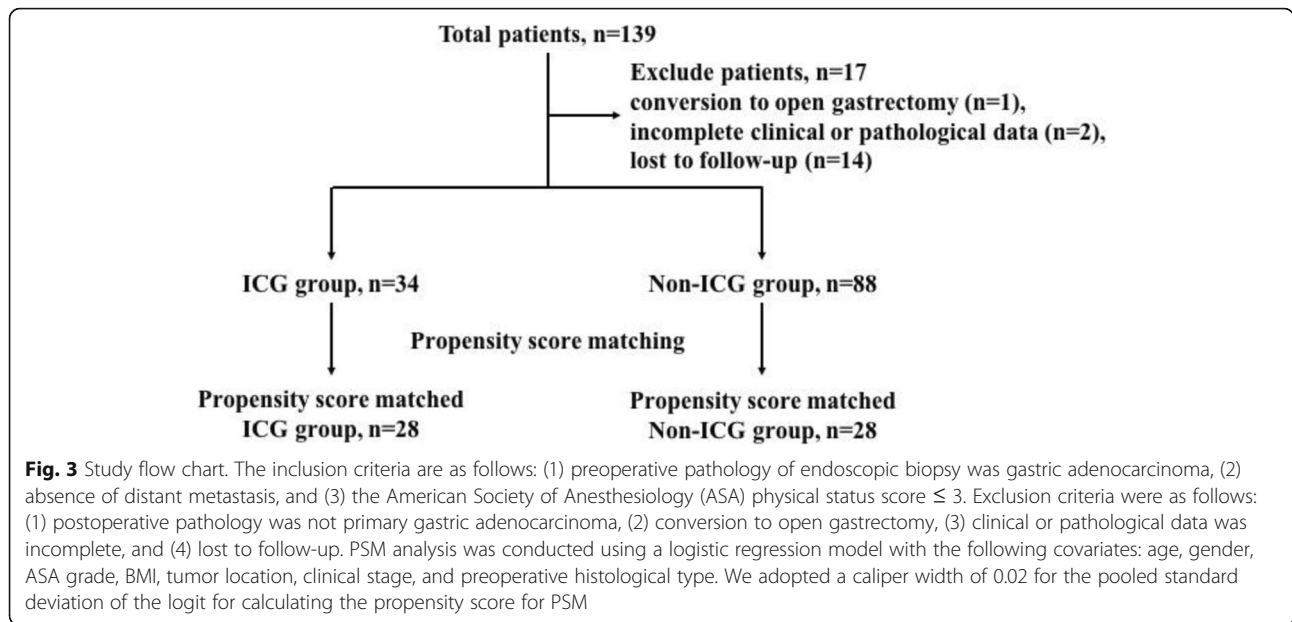 Total patients, n=139
Exclude patients, n=17
conversion to open gastrectomy (n=1),
incomplete clinical or pathological data (n=2),
lost to follow-up (n=14)
ICG group, n=34
Non-ICG group, n=88
Propensity score matching
Propensity score matched
ICG group, n=28
Propensity score matched
Non-ICG group, n=28
Fig. 3 Study flow chart. The inclusion criteria are as follows: (1) preoperative pathology of endoscopic biopsy was gastric adenocarcinoma, (2)
absence of distant metastasis, and (3) the American Society of Anesthesiology (ASA) physical status score ≤ 3. Exclusion criteria were as follows:
(1) postoperative pathology was not primary gastric adenocarcinoma, (2) conversion to open gastrectomy, (3) clinical or pathological data was
incomplete, and (4) lost to follow-up. PSM analysis was conducted using a logistic regression model with the following covariates: age, gender,
ASA grade, BMI, tumor location, clinical stage, and preoperative histological type. We adopted a caliper width of 0.02 for the pooled standard
deviation of the logit for calculating the propensity score for PSM